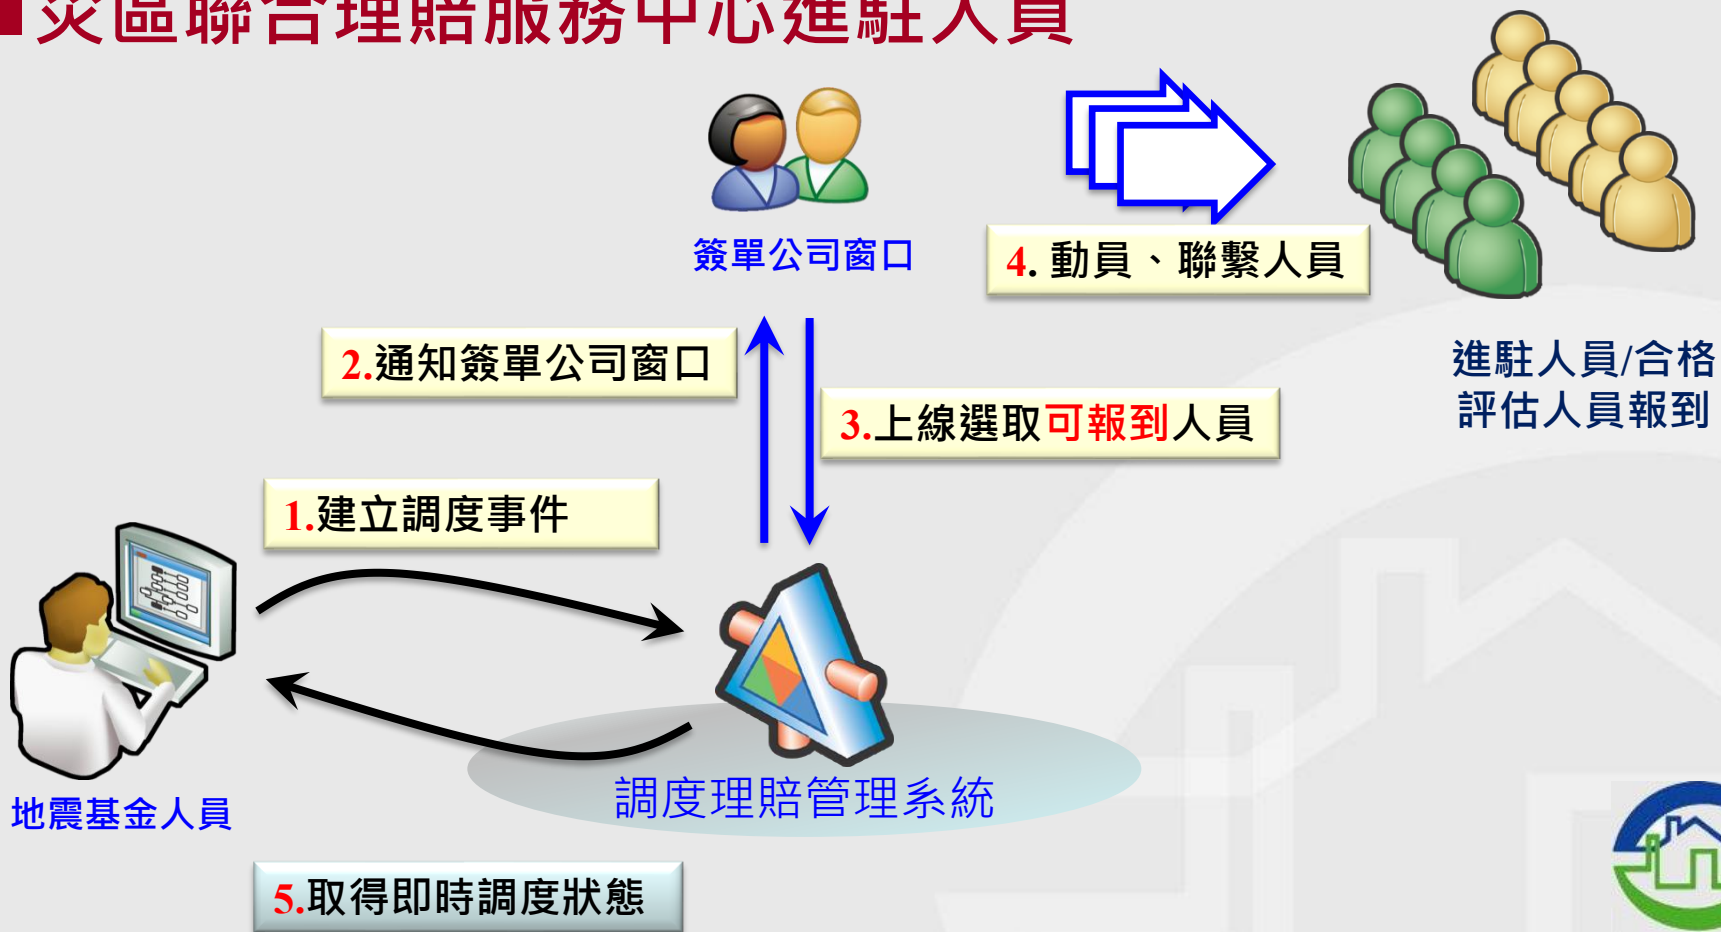 災區聯合理賠服務中心進駐人員
簽單公司窗口
4. 動員、聯繫人員
2.通知簽單公司窗口
進駐人員/合格
評估人員報到
3.上線選取可報到人員
1.建立調度事件
調度理賠管理系統
地震基金人員
5.取得即時調度狀態